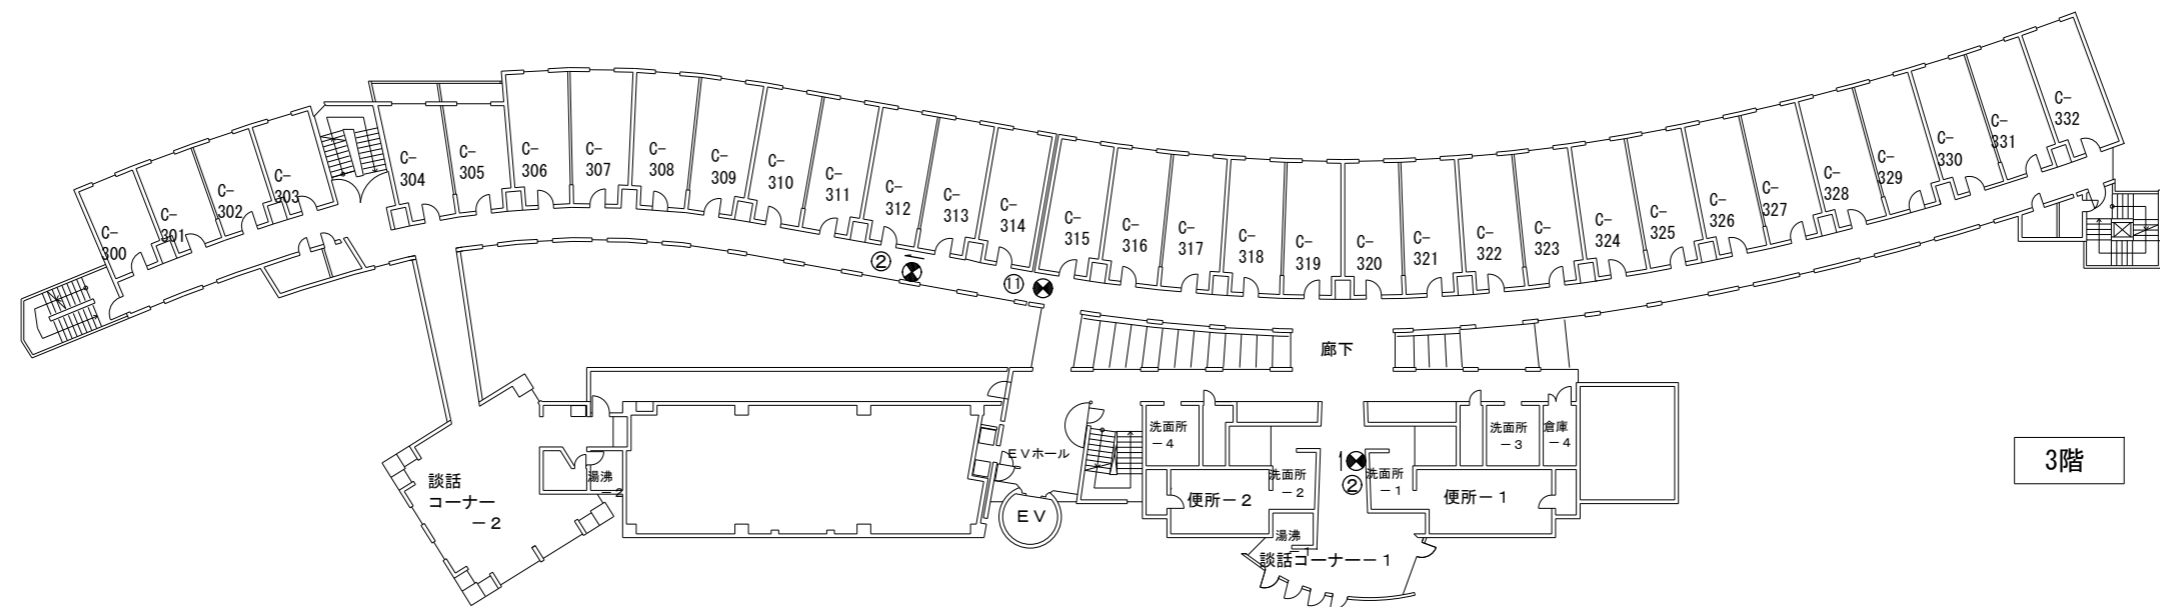 C-
300
C-
301
C-
302
C-
303
C-
304
C-
305
C-
306
C-
307
C-
308
C-
309
C-
310
C-
311
C-
312
C-
313
C-
314
C-
315
C-
316
C-
317
C-
318
C-
319
C-
320
C-
321
C-
322
C-
323
C-
324
C-
325
C-
326
C-
327
C-
328
C-
329
C-
330
C-
331
C-
332
②
⑪
廊下
洗面所
-4
洗面所
-3
倉庫
-4
EVホール
談話
コーナー
-2
湯沸
-2
洗面所
-2
②
洗面所
-1
便所-2
便所-1
EV
湯沸
-1
談話コーナー-1
3階